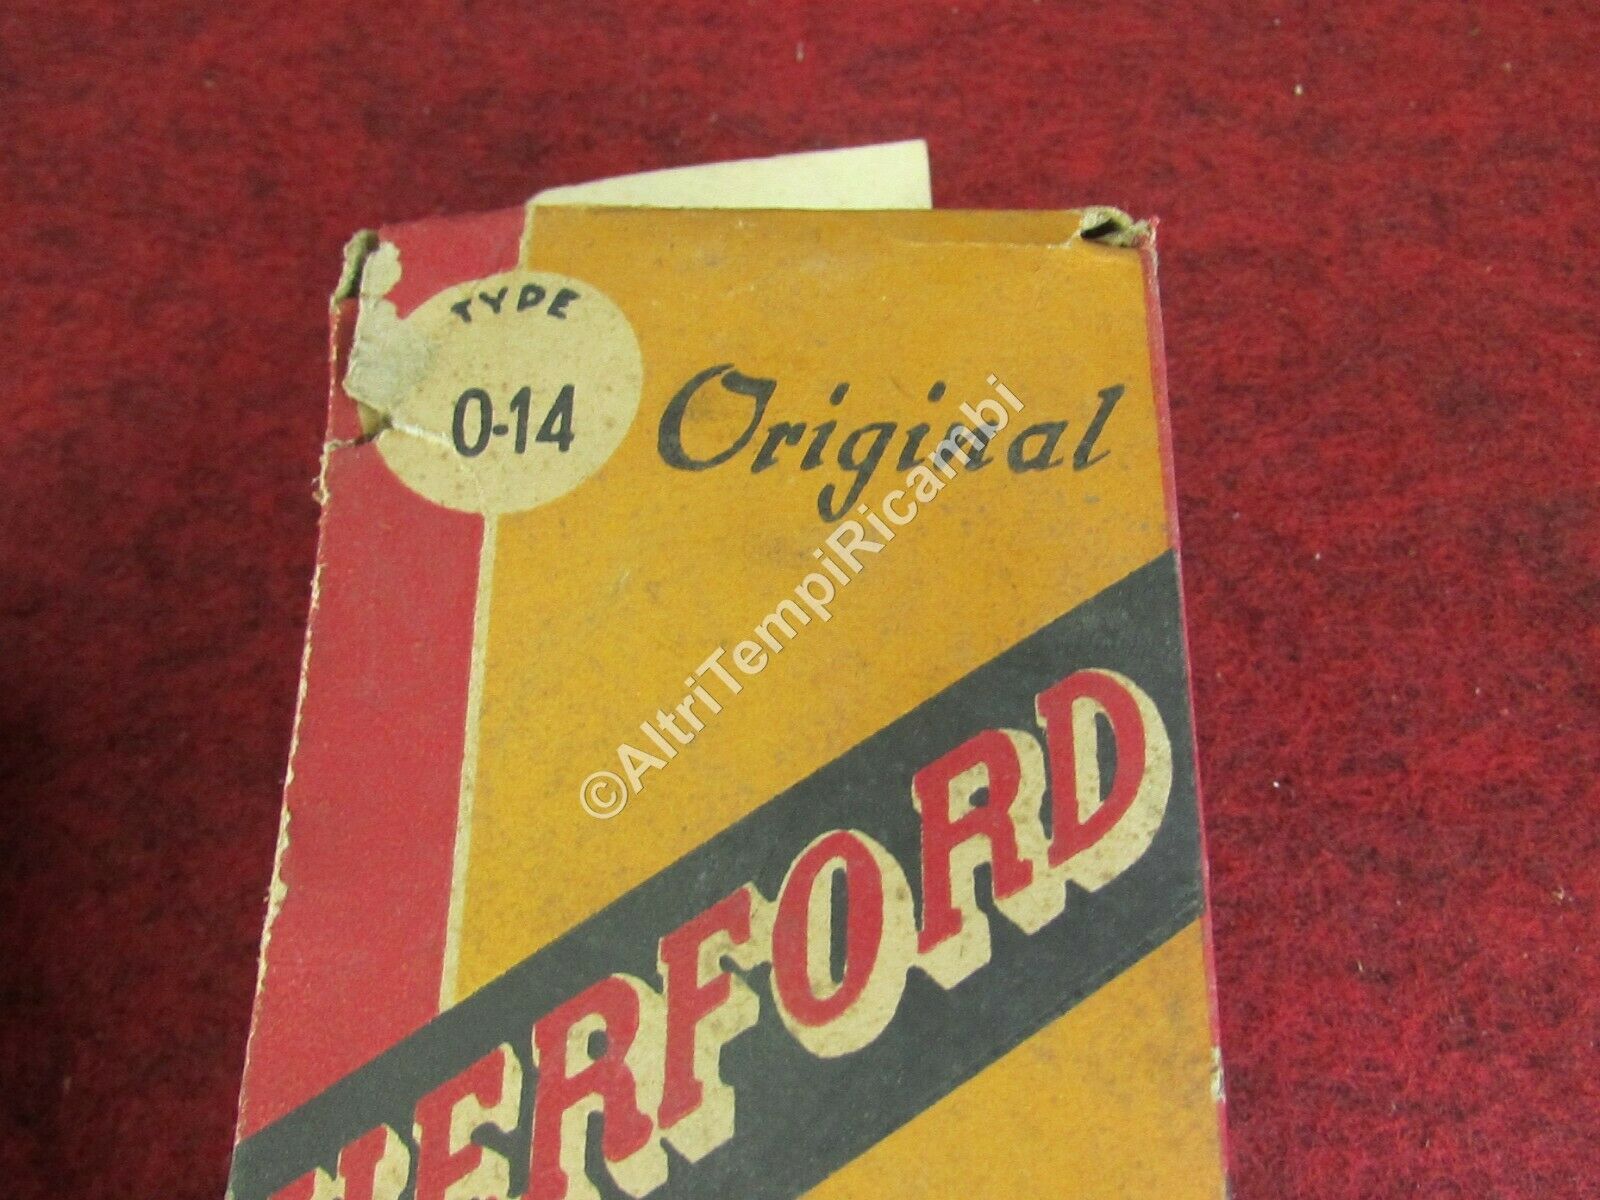 TYPE
0-14
Original
ERFORD
©AltriTempiRicambi